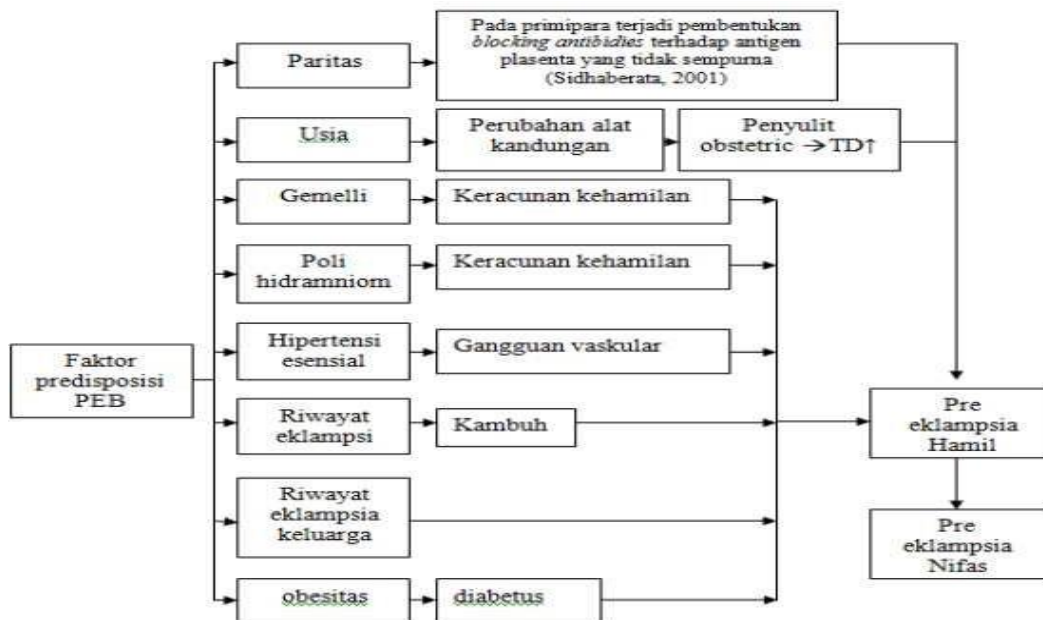 Pada primipara terjadi pembentukan
blocking antibidies terhadap antigen
plasenta yang tidak sempurna
(Sidhaberata, 2001)
Paritas
Usia
Perubahan alat
kandungan
Penyulit
obstetric → TD↑
Gemelli
Keracunan kehamilan
Poli
hidramniom
Keracunan kehamilan
Hipertensi
esensial
Gangguan vaskular
Faktor
predisposisi
PEB
Riwayat
eklampsi
Kambuh
Pre
eklampsia
Hamil
Riwayat
eklampsia
keluarga
Pre
eklampsia
Nifas
obesitas
diabetus